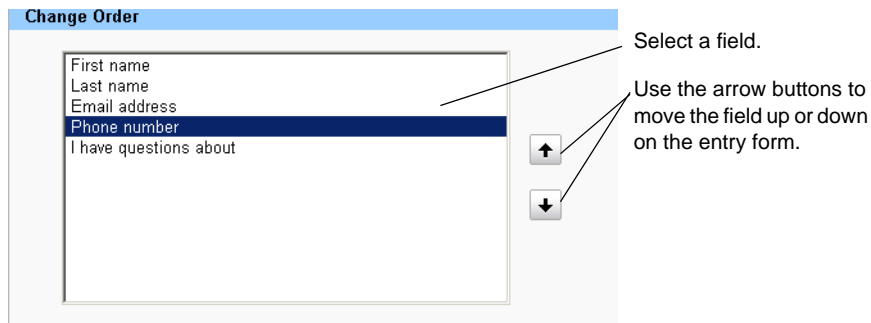 Change Order
First name
Last name
Email address
Phone number
I have questions about
Select a field.
Use the arrow buttons to
move the field up or down
on the entry form.